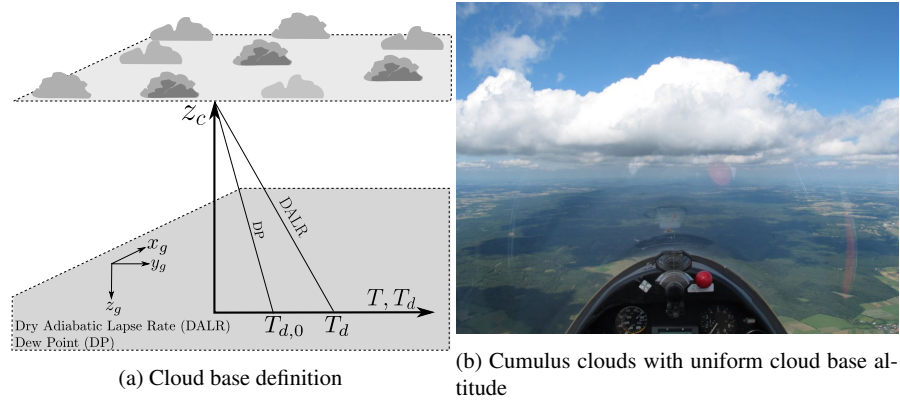 z_c
DP
DALR
x_g
y_g
z_g
T, T_d
T_{d,0}
T_d
Dry Adiabatic Lapse Rate (DALR)
Dew Point (DP)
(a) Cloud base definition
(b) Cumulus clouds with uniform cloud base al-
titude